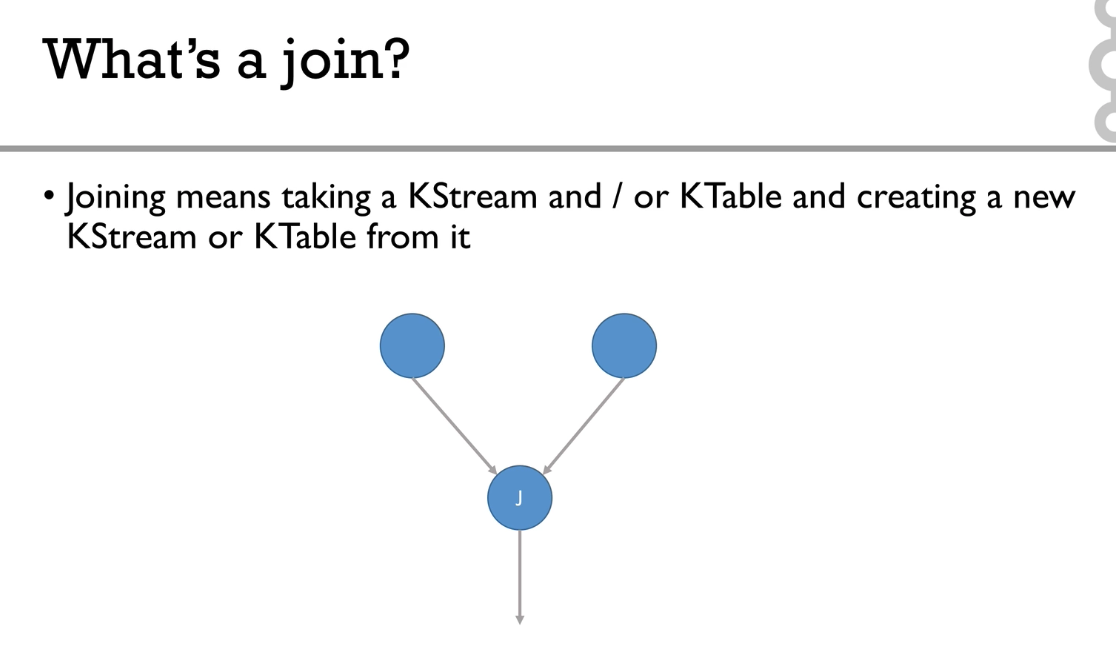 What's a join?
• Joining means taking a KStream and / or KTable and creating a new
KStream or KTable from it
J